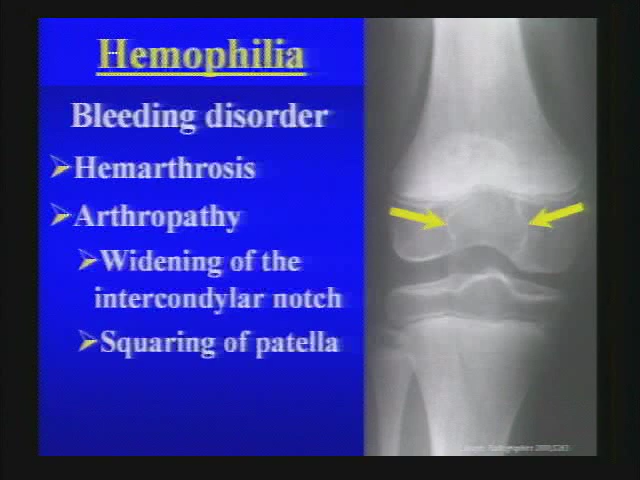 Hemophilia
Bleeding disorder
Hemarthrosis
Arthropathy
Widening of the
intercondylar notch
Squaring of patella